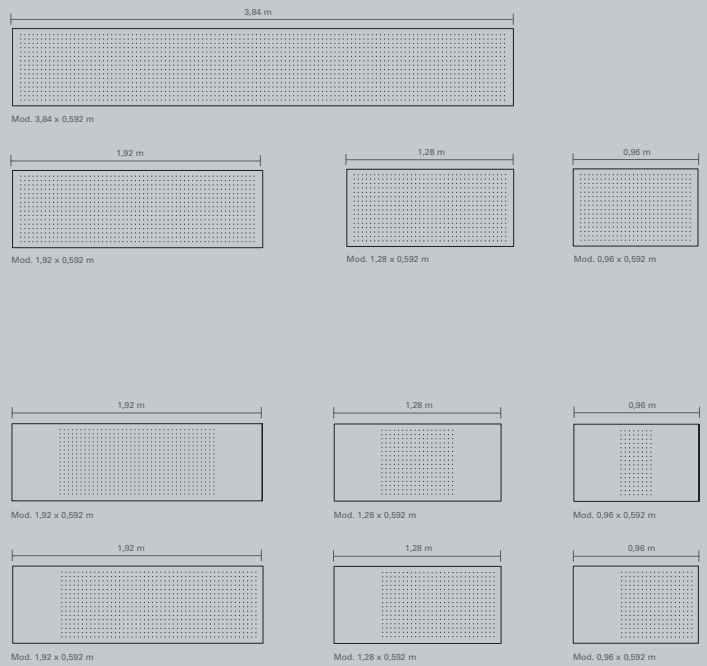 3,84 m
Mod. 3,84 x 0,592 m
1,92 m
1,28 m
0,96 m
Mod. 1,92 x 0,592 m
Mod. 1,28 x 0,592 m
Mod. 0,96 x 0,592 m
1,92 m
1,28 m
0,96 m
Mod. 1,92 x 0,592 m
Mod. 1,28 x 0,592 m
Mod. 0,96 x 0,592 m
1,92 m
1,28 m
0,96 m
Mod. 1,92 x 0,592 m
Mod. 1,28 x 0,592 m
Mod. 0,96 x 0,592 m